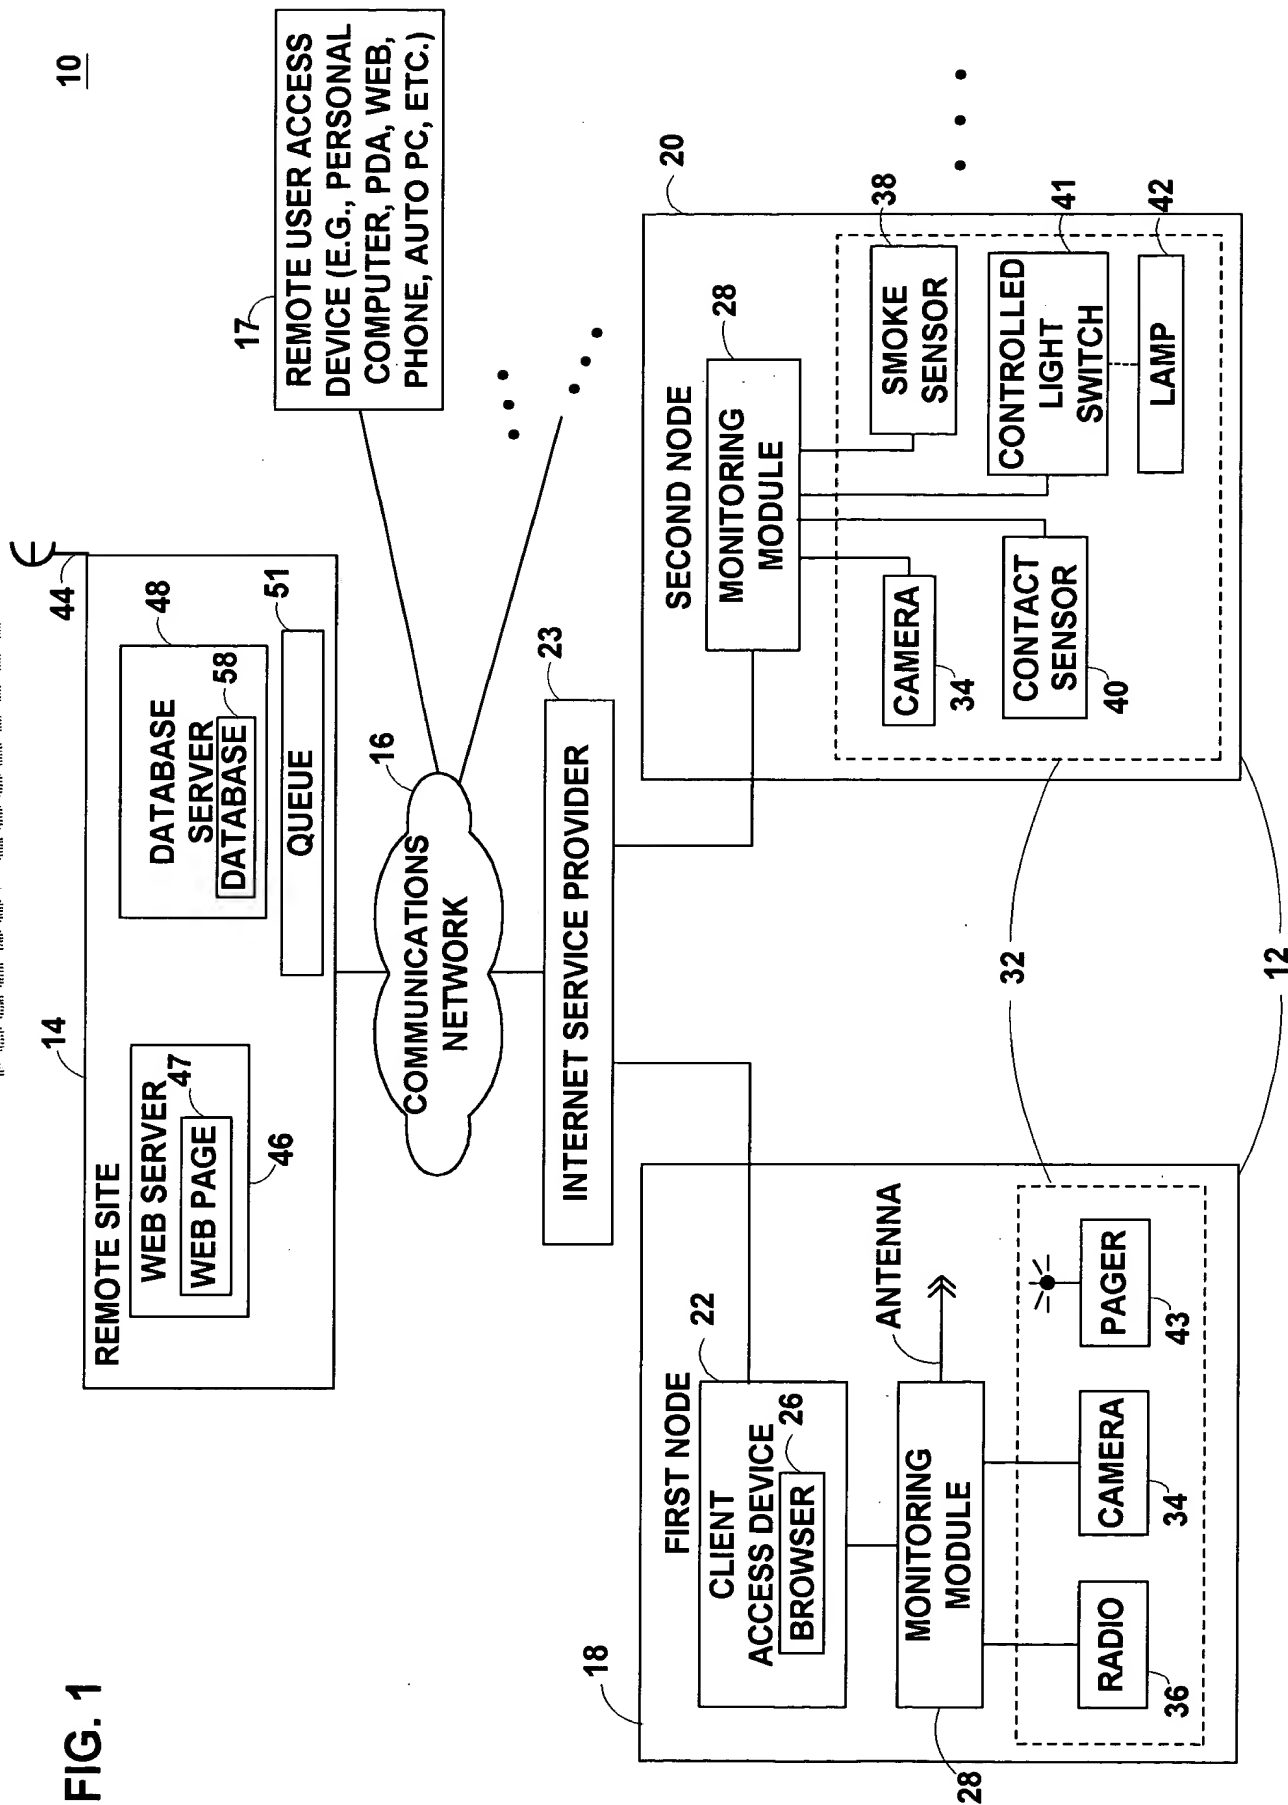 FIG. 1
10
14
REMOTE SITE
WEB SERVER
47
WEB PAGE
46
44
48
DATABASE
SERVER
58
DATABASE
51
QUEUE
17
REMOTE USER ACCESS
DEVICE (E.G., PERSONAL
COMPUTER, PDA, WEB,
PHONE, AUTO PC, ETC.)
16
COMMUNICATIONS
NETWORK
23
INTERNET SERVICE PROVIDER
18
FIRST NODE
22
CLIENT
ACCESS DEVICE
26
BROWSER
ANTENNA
MONITORING
MODULE
28
RADIO
36
CAMERA
34
PAGER
43
32
12
20
SECOND NODE
28
MONITORING
MODULE
CAMERA
34
38
SMOKE
SENSOR
CONTACT
SENSOR
40
41
CONTROLLED
LIGHT
SWITCH
42
LAMP